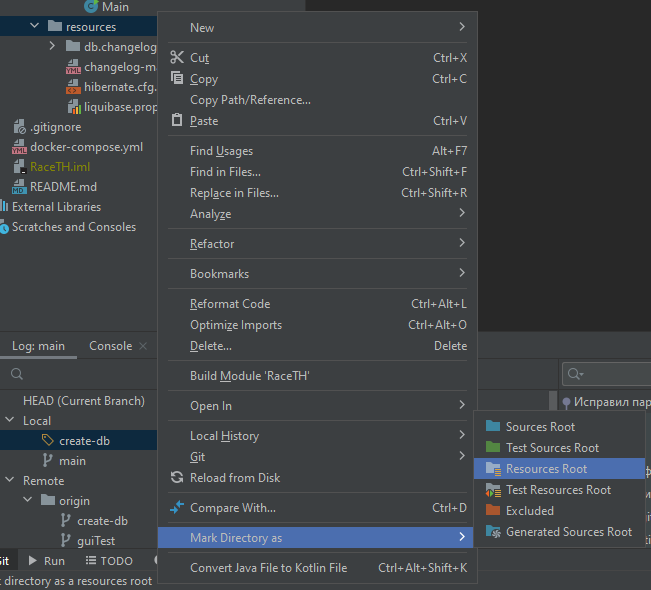 Main
resources
db.changelog
changelog-m
hibernate.cfg.
liquibase.prop
.gitignore
docker-compose.yml
RaceTH.iml
README.md
External Libraries
Scratches and Consoles
New
Cut Ctrl+X
Copy Ctrl+C
Copy Path/Reference...
Paste Ctrl+V
Find Usages Alt+F7
Find in Files... Ctrl+Shift+F
Replace in Files... Ctrl+Shift+R
Analyze
Refactor
Bookmarks
Reformat Code Ctrl+Alt+L
Optimize Imports Ctrl+Alt+O
Delete... Delete
Build Module 'RaceTH'
Open In
Local History
Git
Reload from Disk
Compare With... Ctrl+D
Mark Directory as
Convert Java File to Kotlin File Ctrl+Alt+Shift+K
Sources Root
Test Sources Root
Resources Root
Test Resources Root
Excluded
Generated Sources Root
Log: main Console
HEAD (Current Branch)
Local
create-db
main
Remote
origin
create-db
guiTest
Исправил пар
Git Run TODO
t directory as a resources root